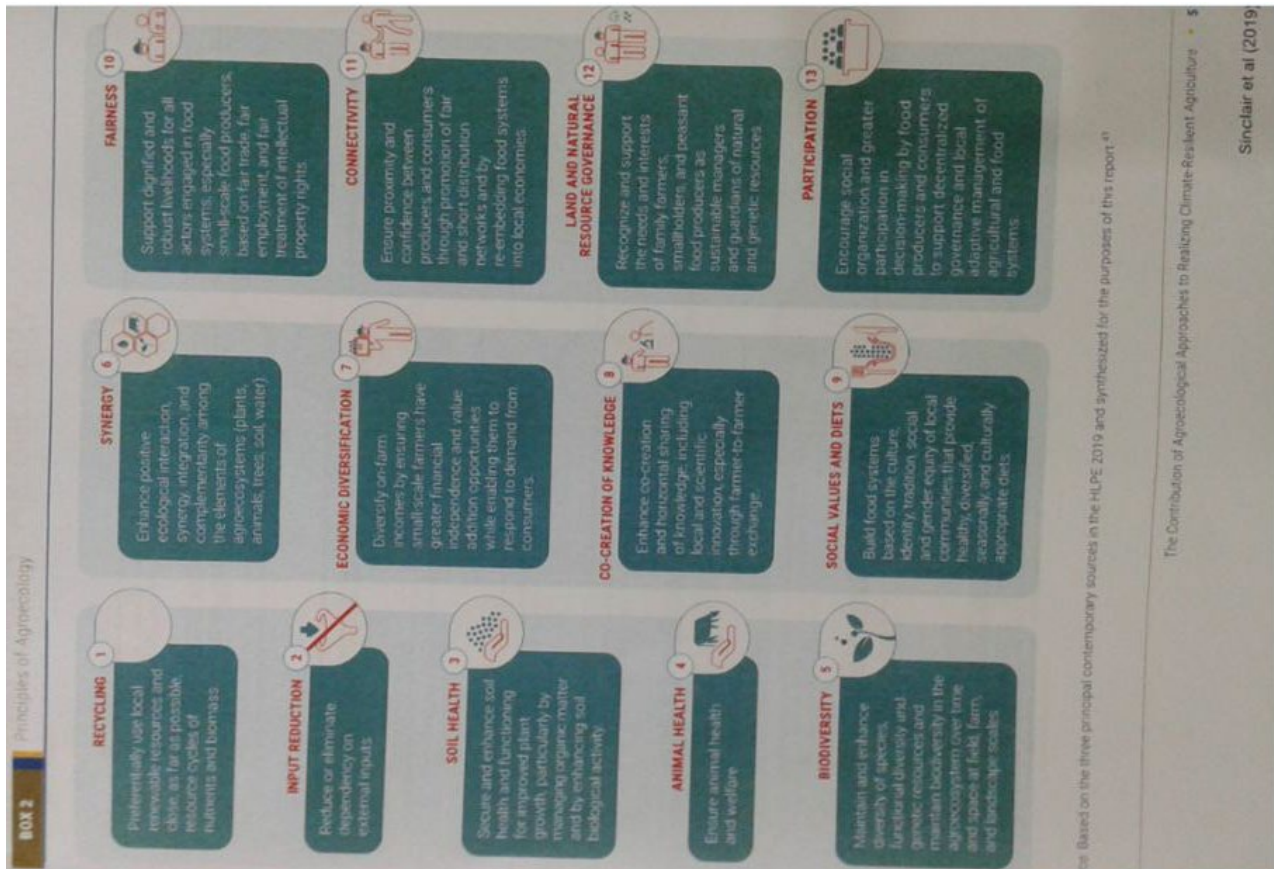 BOX 2
Principles of Agroecology
RECYCLING 1
Preferentially use local
renewable resources and
close as far as possible
resource cycles of
nutrients and biomass
INPUT REDUCTION 2
Reduce or eliminate
dependency on
external inputs
SOIL HEALTH 3
Secure and enhance soil
health and functioning
for improved plant
growth, particularly by
managing organic matter
and by enhancing soil
biological activity.
ANIMAL HEALTH 4
Ensure animal health
and welfare
BIODIVERSITY 5
Maintain and enhance
diversity of species,
functional diversity and
genetic resources and
maintain biodiversity in the
agroecosystem over time
and space at field, farm,
and landscape scales
SYNERGY 6
Enhance positive
ecological interaction,
synergy, integration, and
complementarity among
the elements of
agroecosystems (plants,
animals, trees, soil, water)
ECONOMIC DIVERSIFICATION 7
Diversify on-farm
incing
small-scale farmers have
greater financial
independence and value
addition opportunities
while enabling them to
respond to demand from
consumers.
CO-CREATION OF KNOWLEDGE 8
Enhance co-creation
and horizontal sharing
of knowledge, including
local and scientific
innovation, especially
through farmer-to-farmer
exchange.
SOCIAL VALUES AND DIETS 9
Build food systems
based on the culture,
identity, tradition, social
and gender equity of local
communities that provide
healthy, diversified,
seasonally, and culturally
appropriate diets
FAIRNESS 10
Support dignified and
robust livelihoods for all
actors engaged in food
systems, especially
small-scale food producers,
based on fair trade, fair
employment, and fair
treatment of intellectual
property rights
CONNECTIVITY 11
Ensure proximity and
confidence between
producers and consumers
through promotion of fair
and short distribution
networks and by
re-embedding food systems
into local economies
LAND AND NATURAL
RESOURCE GOVERNANCE 12
Recognize and support
the needs and interests
of family farmers,
smallholders and peasant
food producers as
sustainable managers
and guardians of natural
and genetic resources
PARTICIPATION 13
Encourage social
organization and greater
participation in
decision-making by food
producers and consumers
to support decentralized
governance and local
adaptive management of
agricultural and food
systems
ce: Based on the three principal contemporary sources in the HLPE 2019 and synthesized for the purposes of this report.
The Contribution of Agroecological Approaches to Realizing Climate-Resilient Agriculture • 5
Sinclair et al (2019)